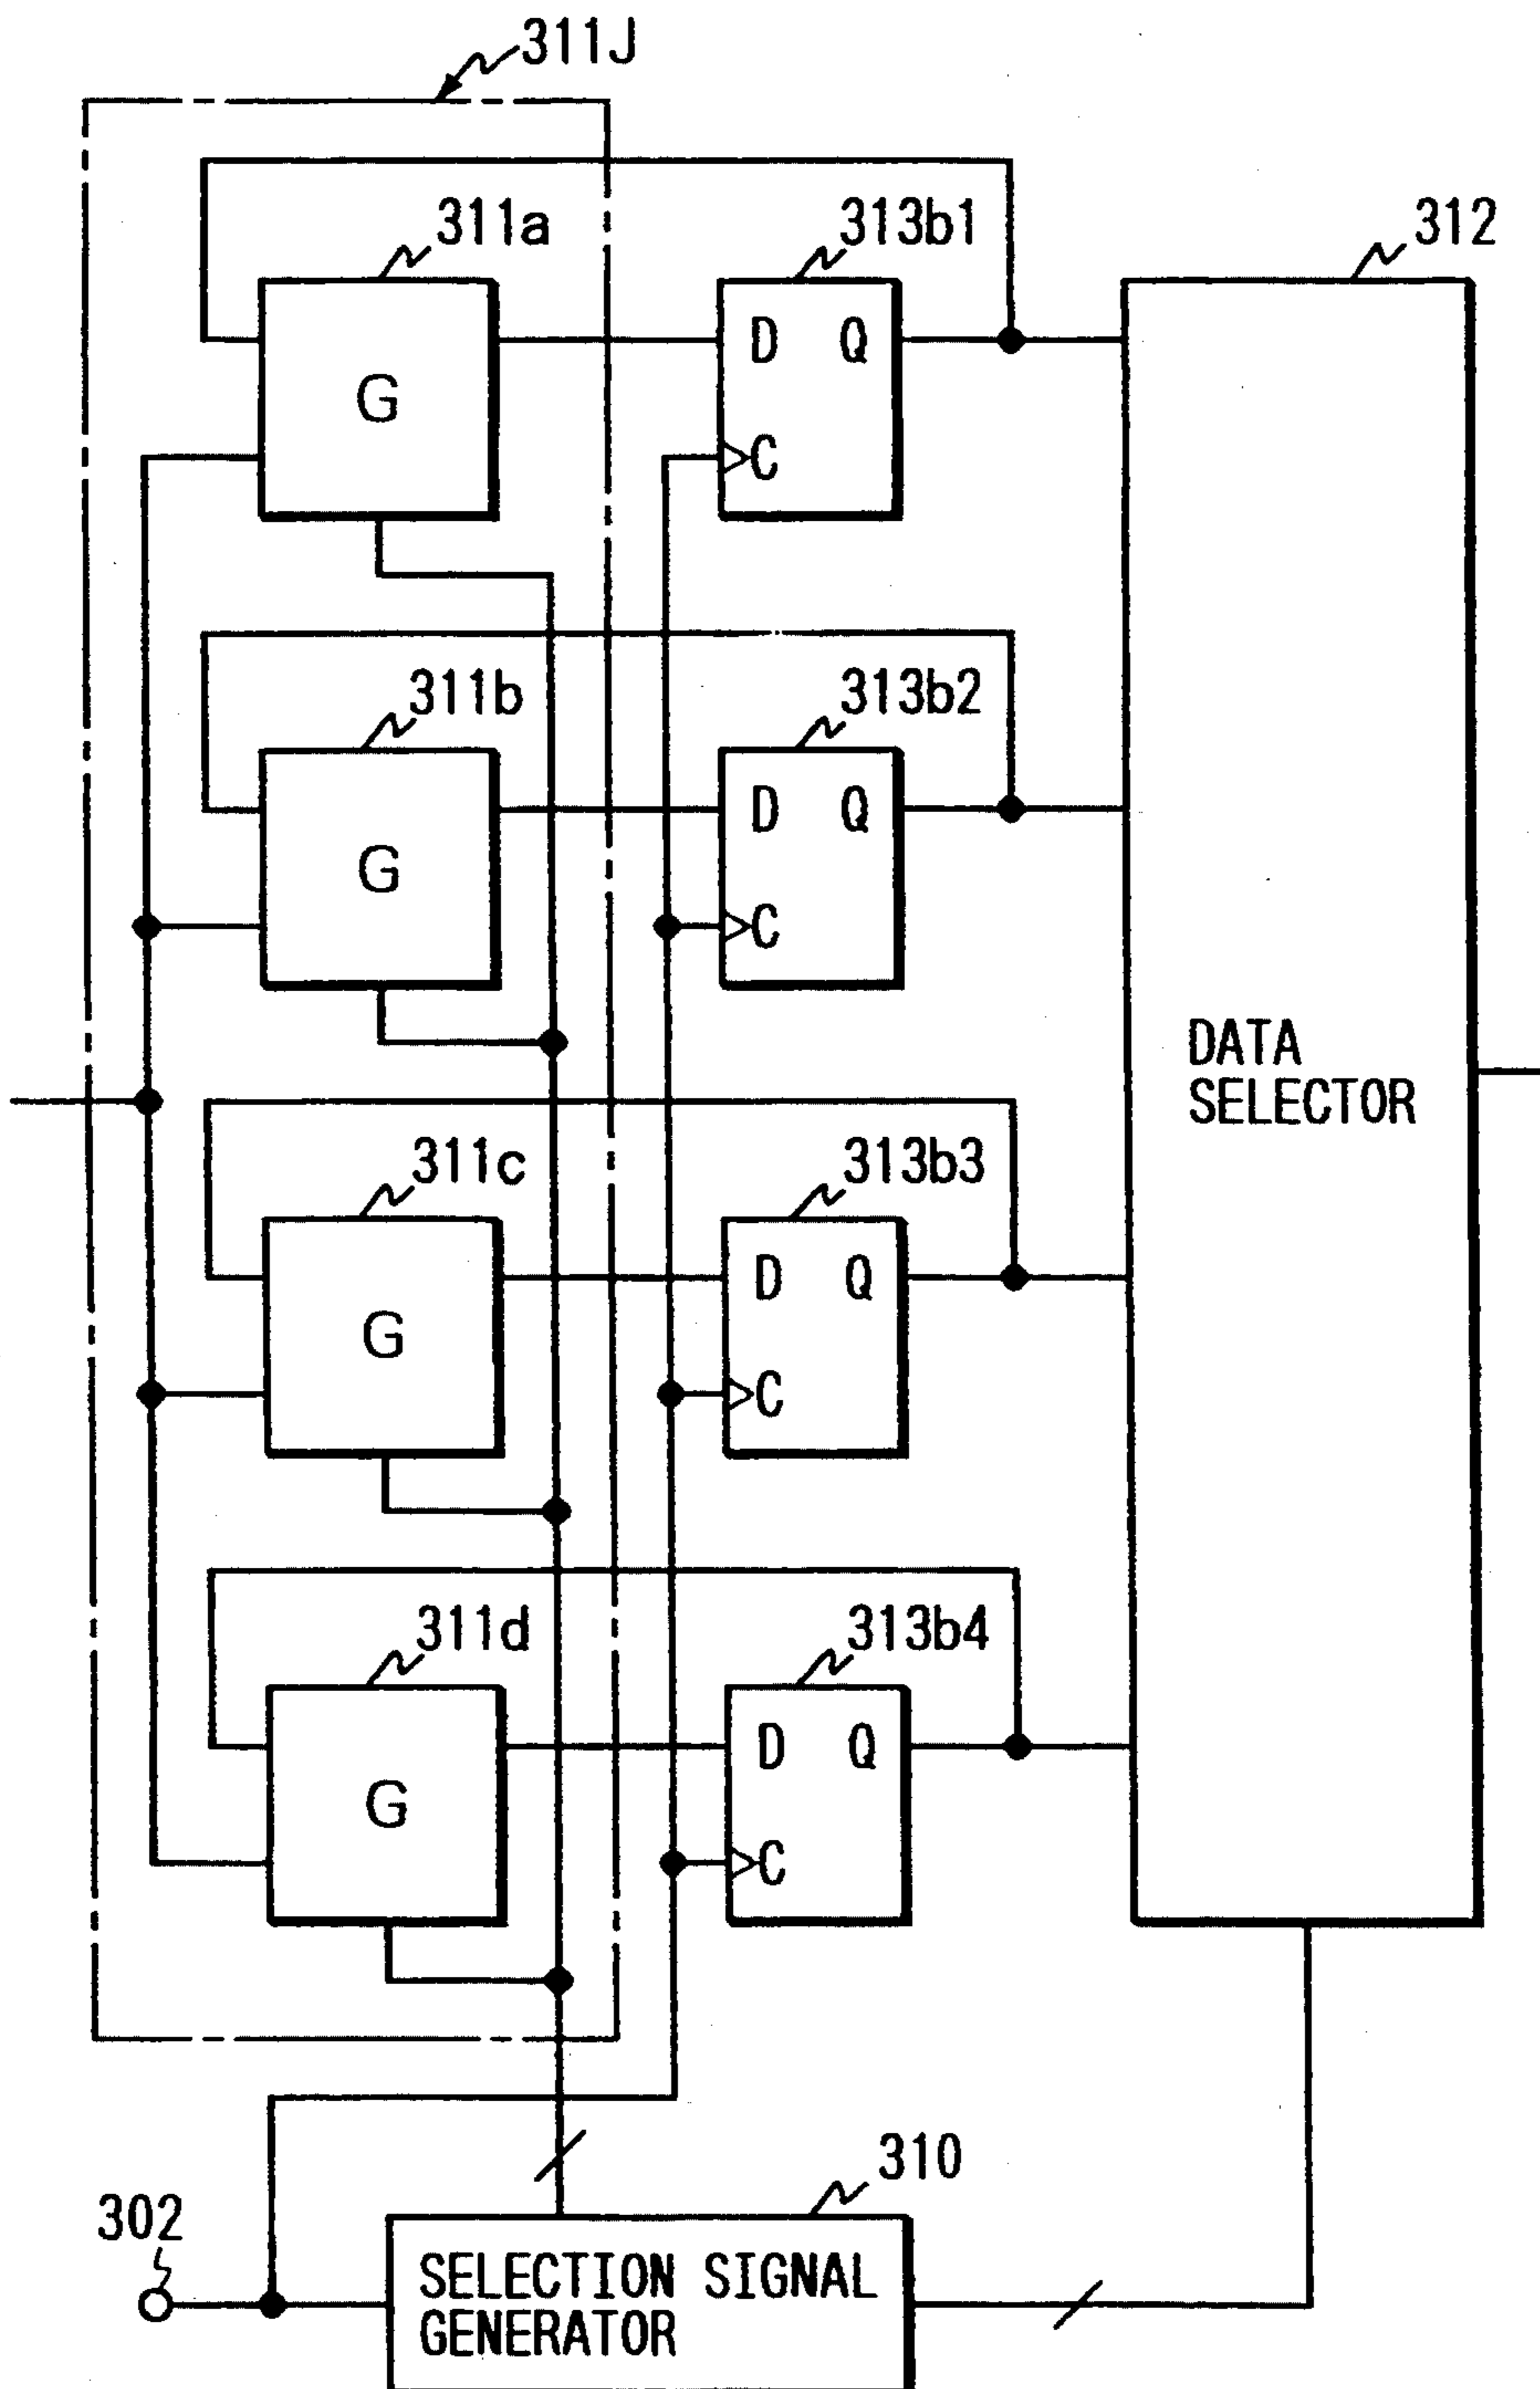 311J
311a
313b1
312
G
D Q
C
311b
313b2
G
D Q
C
DATA
SELECTOR
311c
313b3
G
D Q
C
311d
313b4
G
D Q
C
310
302
SELECTION SIGNAL
GENERATOR